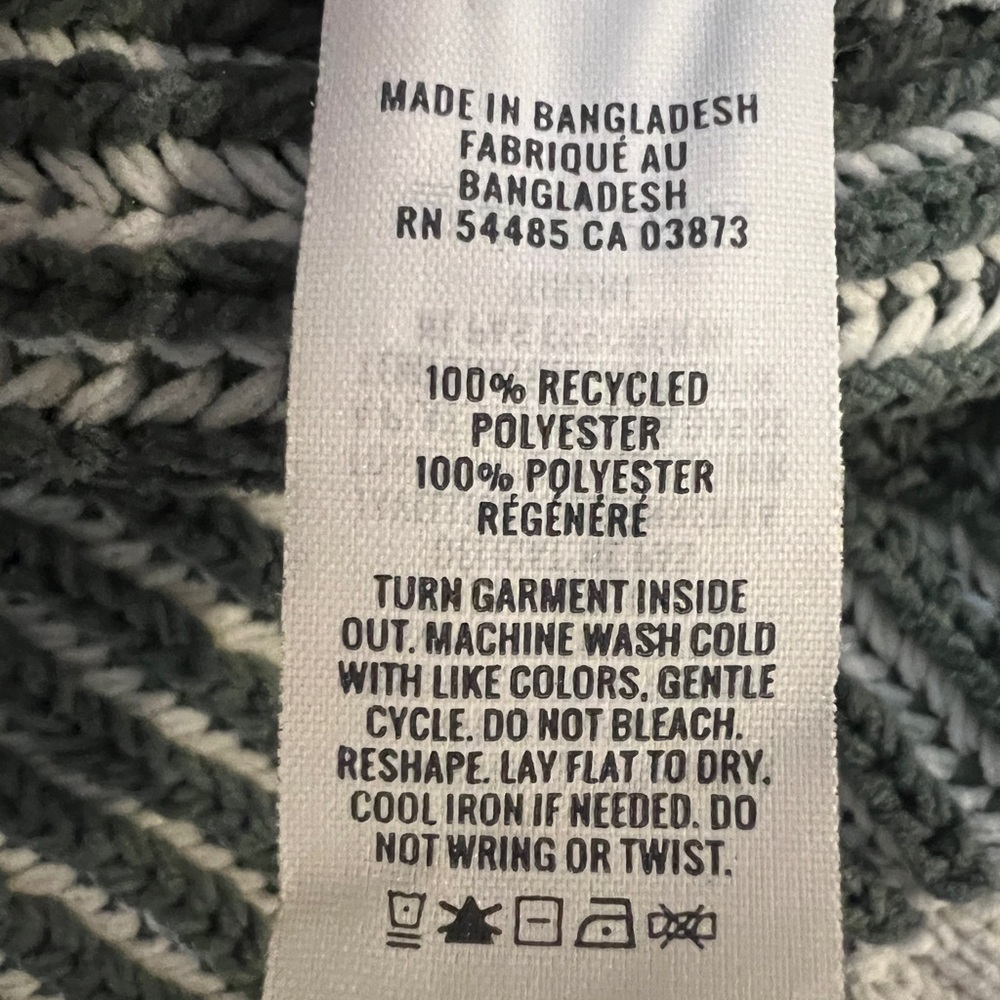 MADE IN BANGLADESH
FABRIQUÉ AU
BANGLADESH
RN 54485 CA 03873
100% RECYCLED
POLYESTER
100% POLYESTER
RÉGÉNÉRÉ
TURN GARMENT INSIDE
OUT. MACHINE WASH COLD
WITH LIKE COLORS, GENTLE
CYCLE. DO NOT BLEACH.
RESHAPE. LAY FLAT TO DRY.
COOL IRON IF NEEDED. DO
NOT WRING OR TWIST.